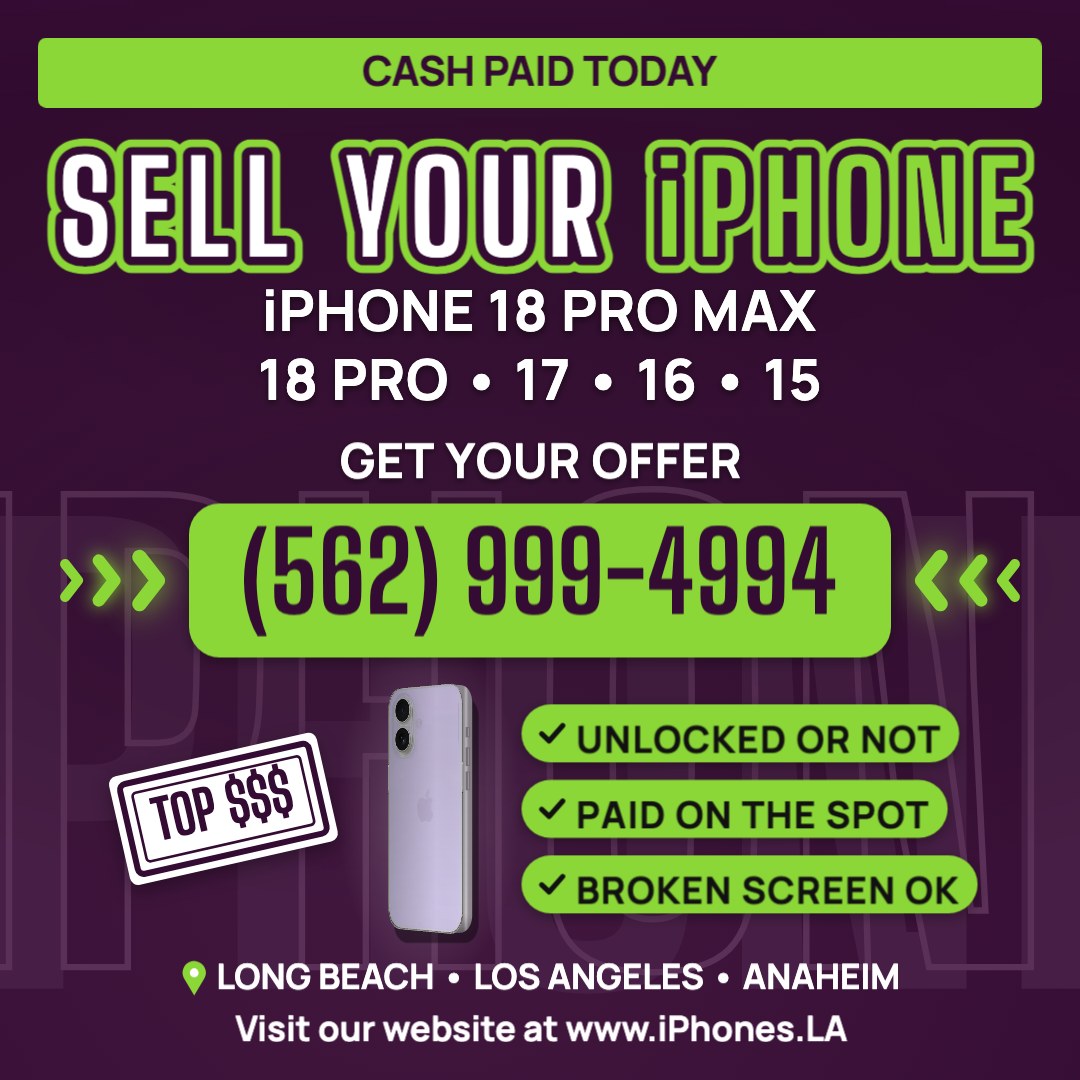 CASH PAID TODAY
SELL YOUR iPHONE
iPHONE 18 PRO MAX
18 PRO • 17 • 16 • 15
GET YOUR OFFER
(562) 999-4994
TOP $$$
UNLOCKED OR NOT
PAID ON THE SPOT
BROKEN SCREEN OK
LONG BEACH • LOS ANGELES • ANAHEIM
Visit our website at www.iPhones.LA